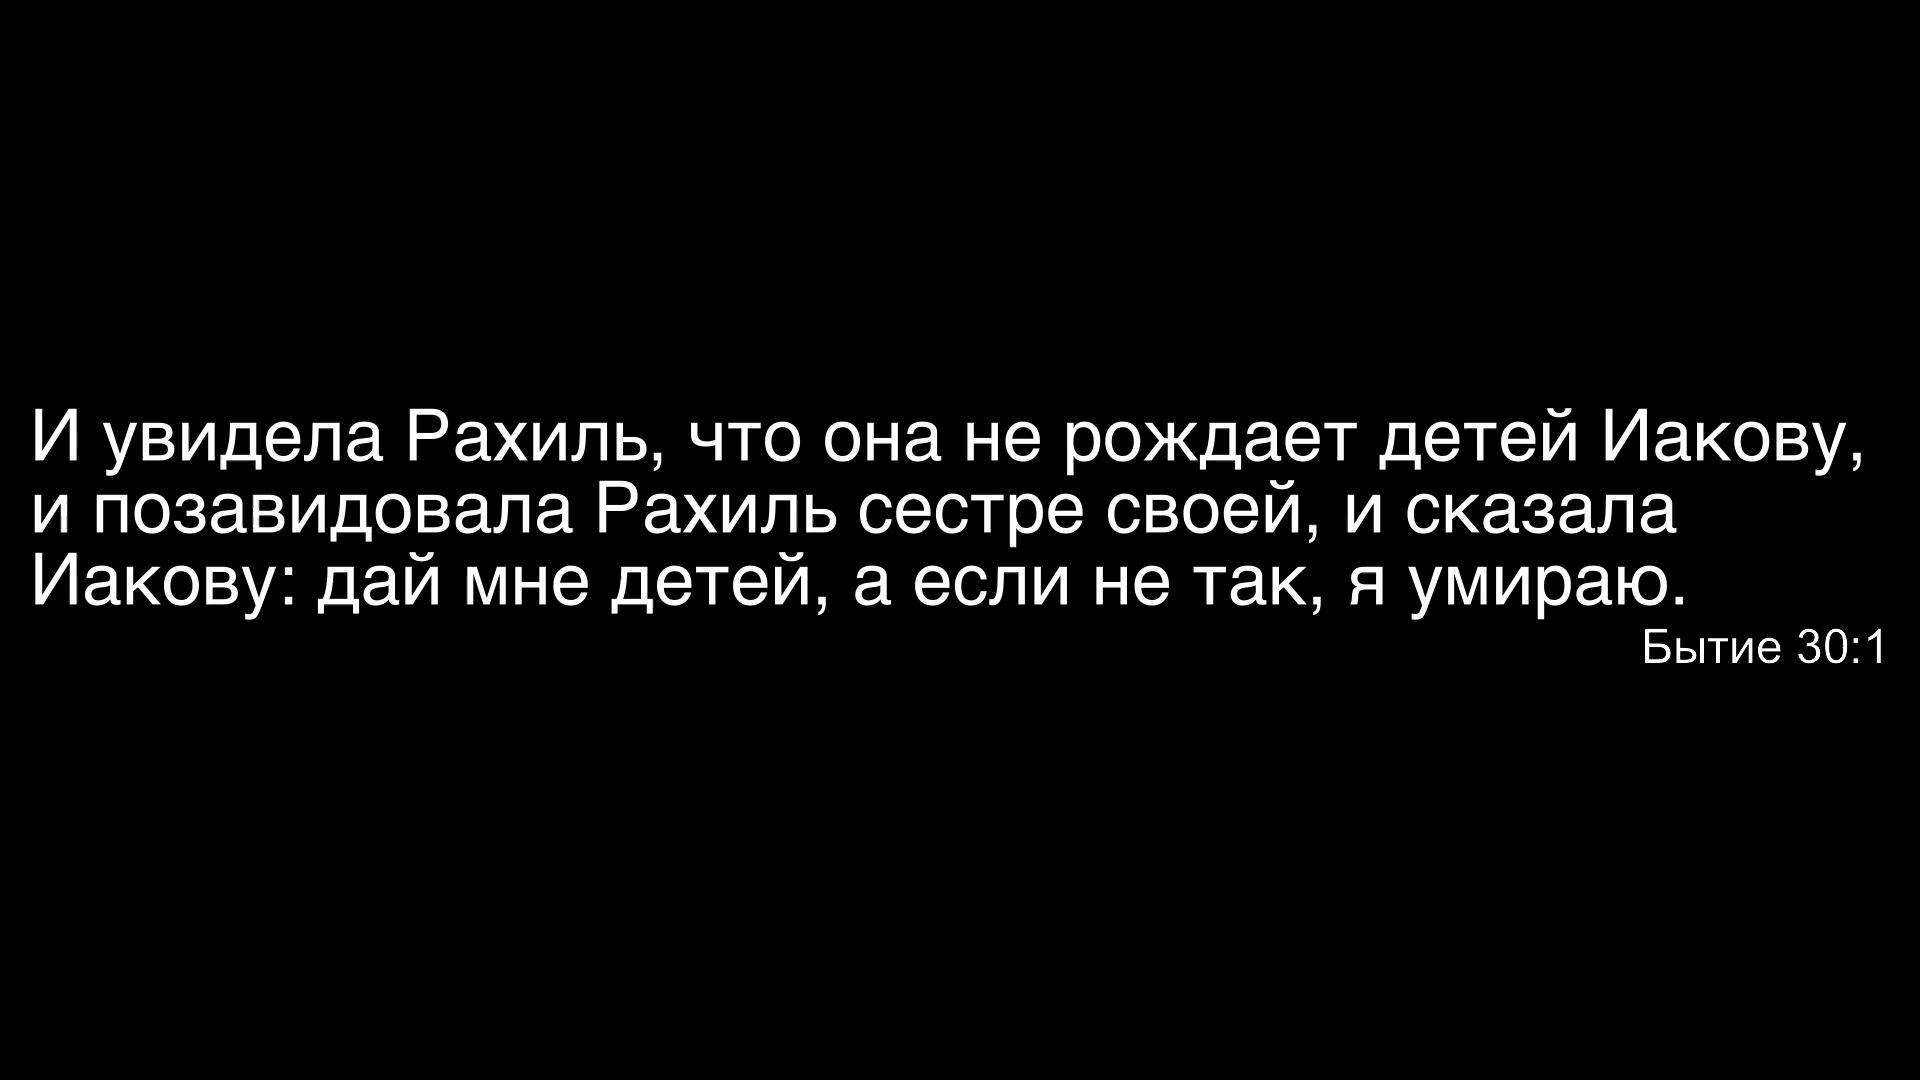 И увидела Рахиль, что она не рождает детей Иакову,
и позавидовала Рахиль сестре своей, и сказала
Иакову: дай мне детей, а если не так, я умираю.
Бытие 30:1